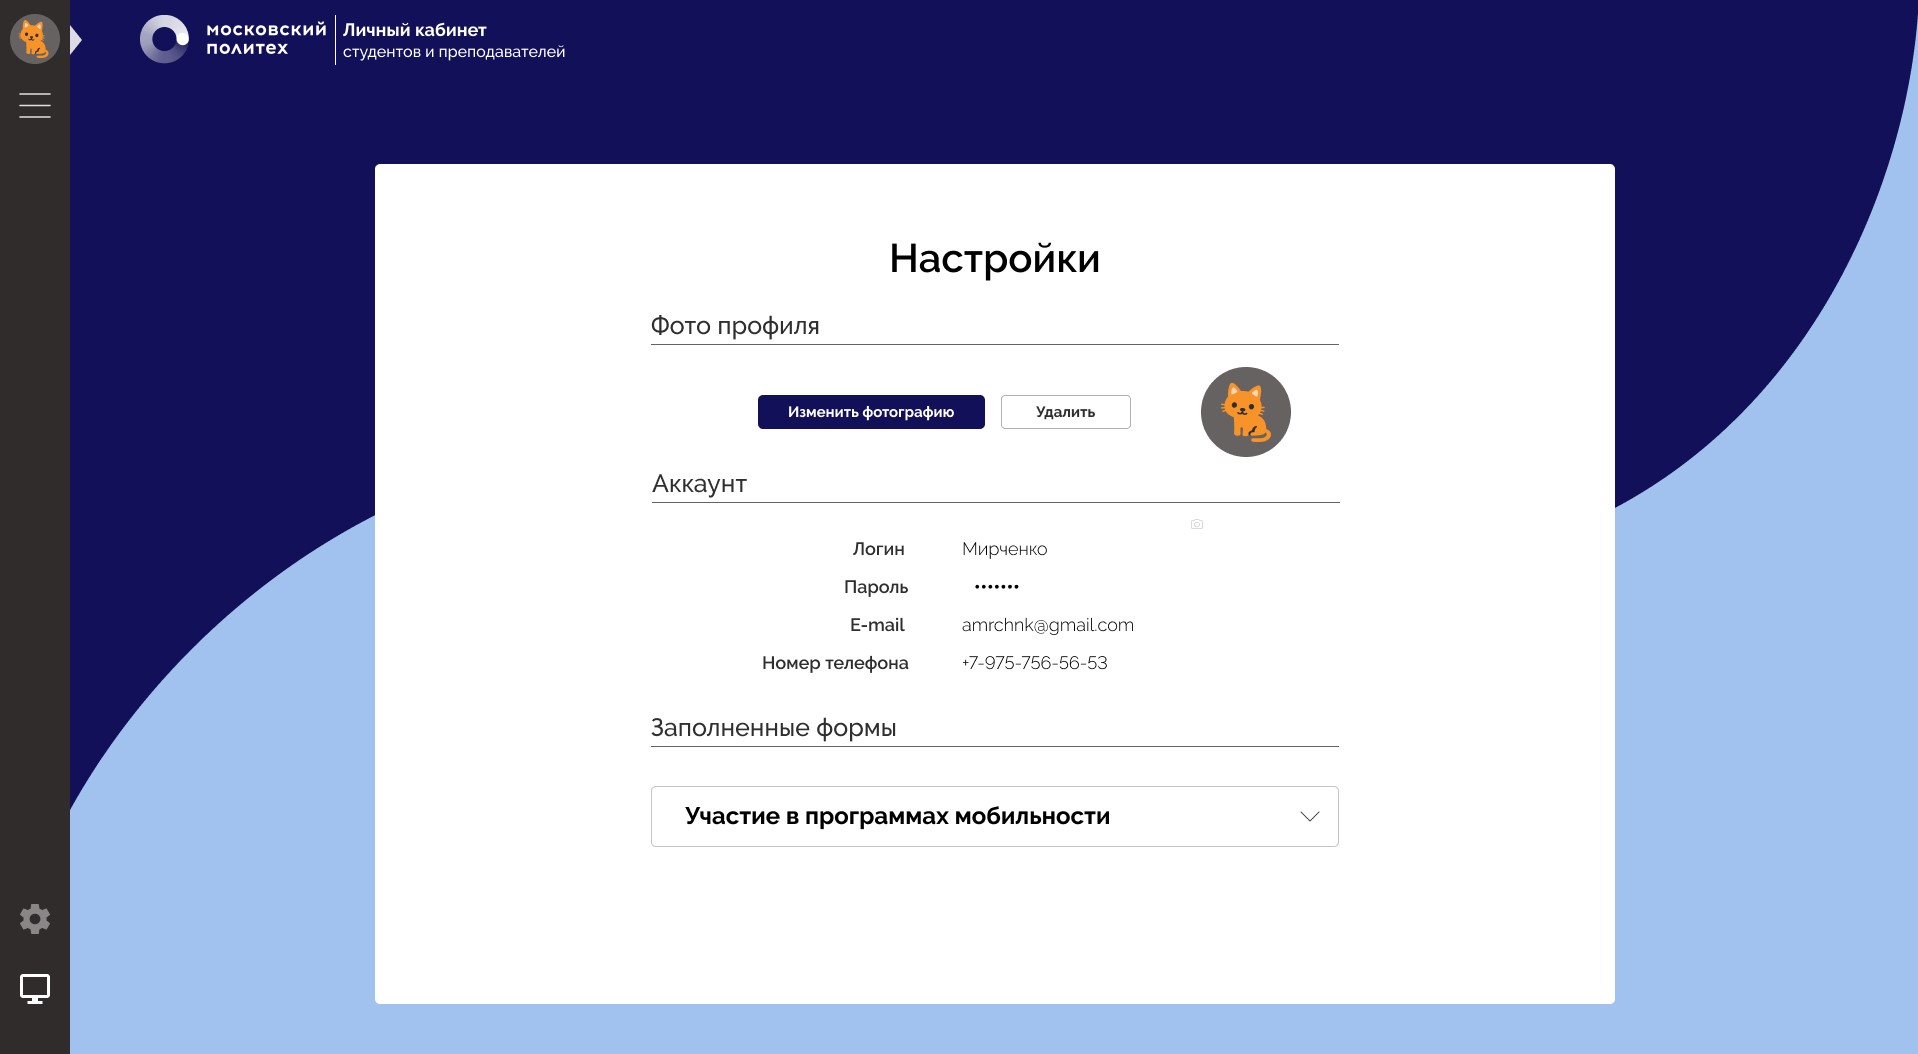 московский
политех
Личный кабинет
студентов и преподавателей
Настройки
Фото профиля
Изменить фотографию
Удалить
Аккаунт
Логин Мирченко
Пароль •••••••
E-mail amrchnk@gmail.com
Номер телефона +7-975-756-56-53
Заполненные формы
Участие в программах мобильности